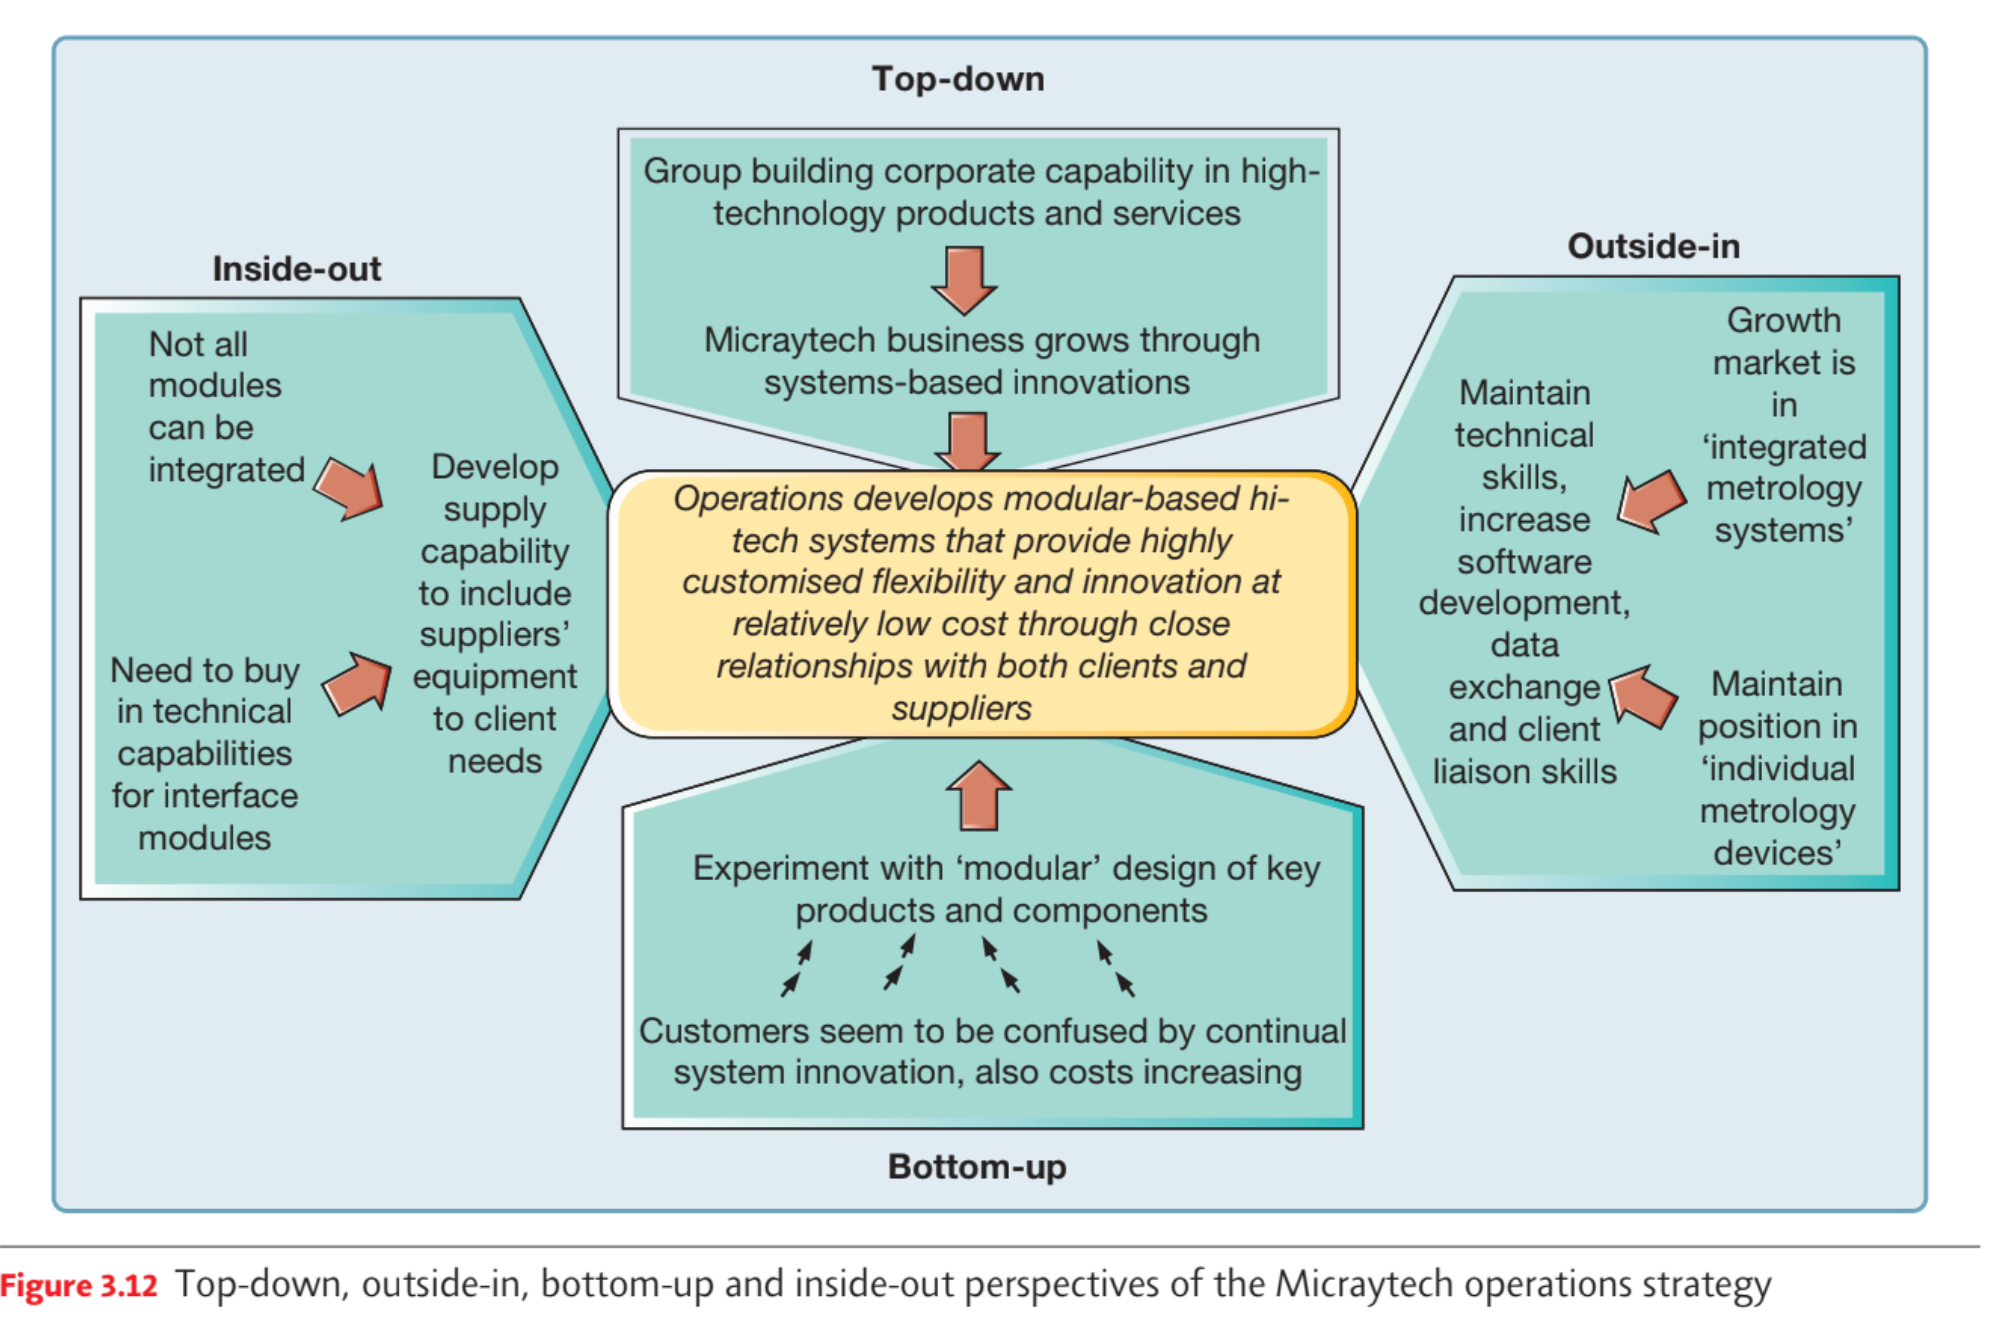 Top-down
Group building corporate capability in high-
technology products and services
Micraytech business grows through
systems-based innovations
Inside-out
Not all
modules
can be
integrated
Need to buy
in technical
capabilities
for interface
modules
Develop
supply
capability
to include
suppliers’
equipment
to client
needs
Operations develops modular-based hi-
tech systems that provide highly
customised flexibility and innovation at
relatively low cost through close
relationships with both clients and
suppliers
Outside-in
Growth
market is
in
‘integrated
metrology
systems’
Maintain
technical
skills,
increase
software
development,
data
exchange
and client
liaison skills
Maintain
position in
‘individual
metrology
devices’
Experiment with ‘modular’ design of key
products and components
Customers seem to be confused by continual
system innovation, also costs increasing
Bottom-up
Figure 3.12 Top-down, outside-in, bottom-up and inside-out perspectives of the Micraytech operations strategy